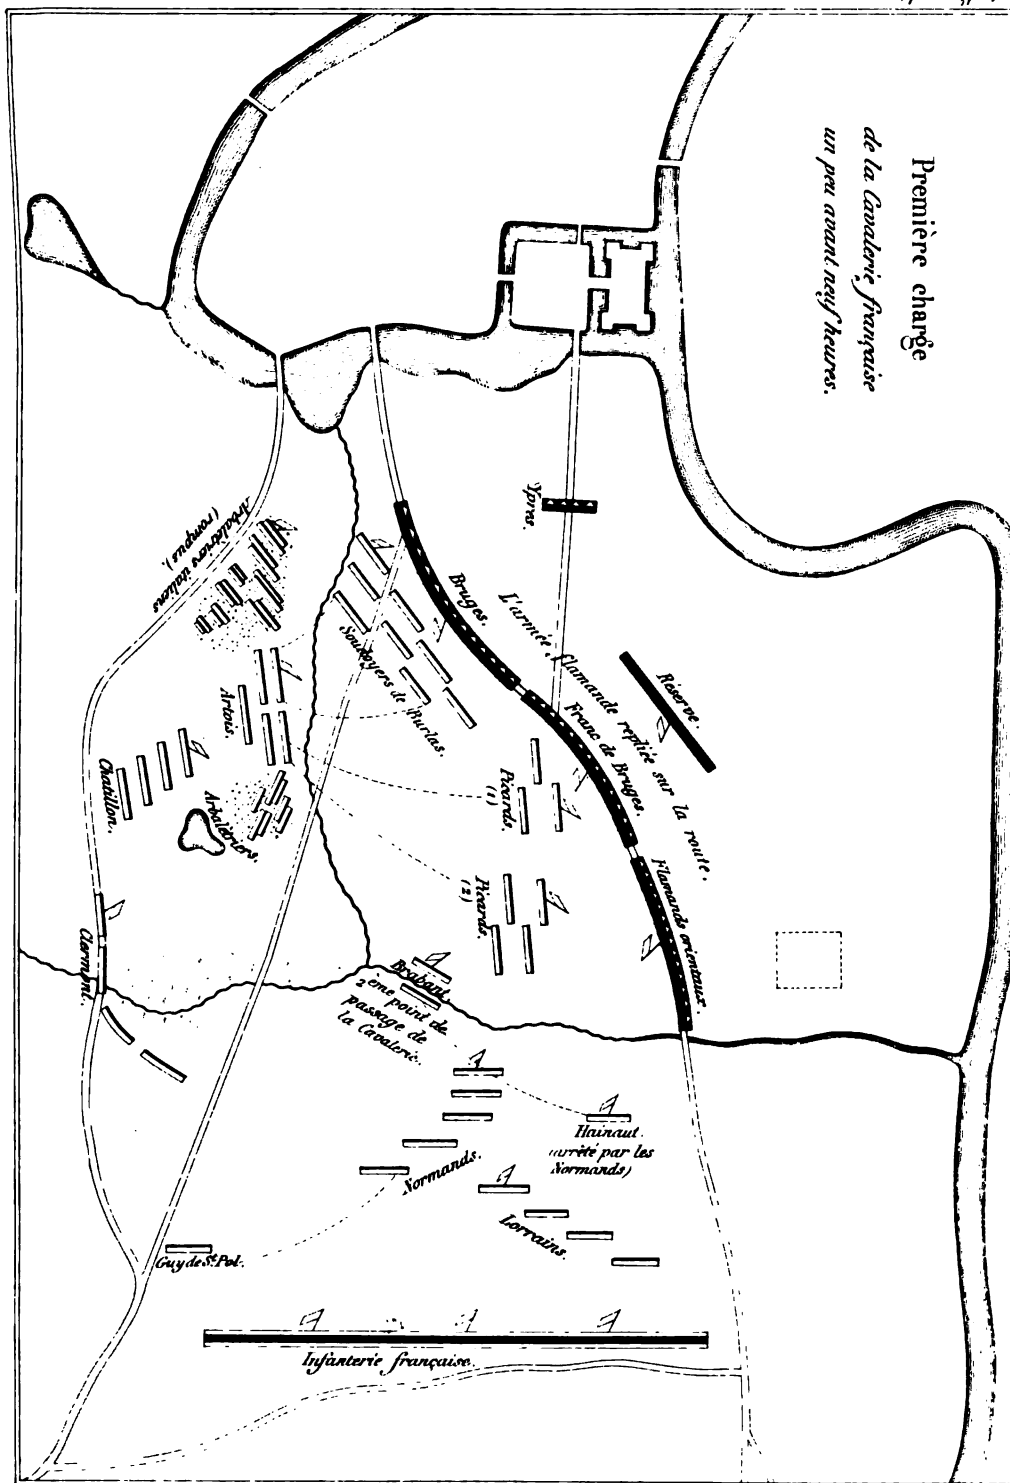 Première charge
de la Cavalerie française
un peu avant neuf heures.
Ypres.
Arbalétriers italiens
(rompus).
Bruges.
L'armée flamande repliée sur la route.
Réserve.
Soudoyers de Burlas.
Franc de Bruges.
Artois.
Chatillon.
Arbalétriers.
Picards.
(1)
Picards.
(2)
Flamands orientaux.
Clermont.
Brabant.
2ème point de
passage de
la Cavalerie.
Hainaut.
(arrêté par les
Normands)
Normands.
Lorrains.
Guy de St Pol.
Infanterie française.